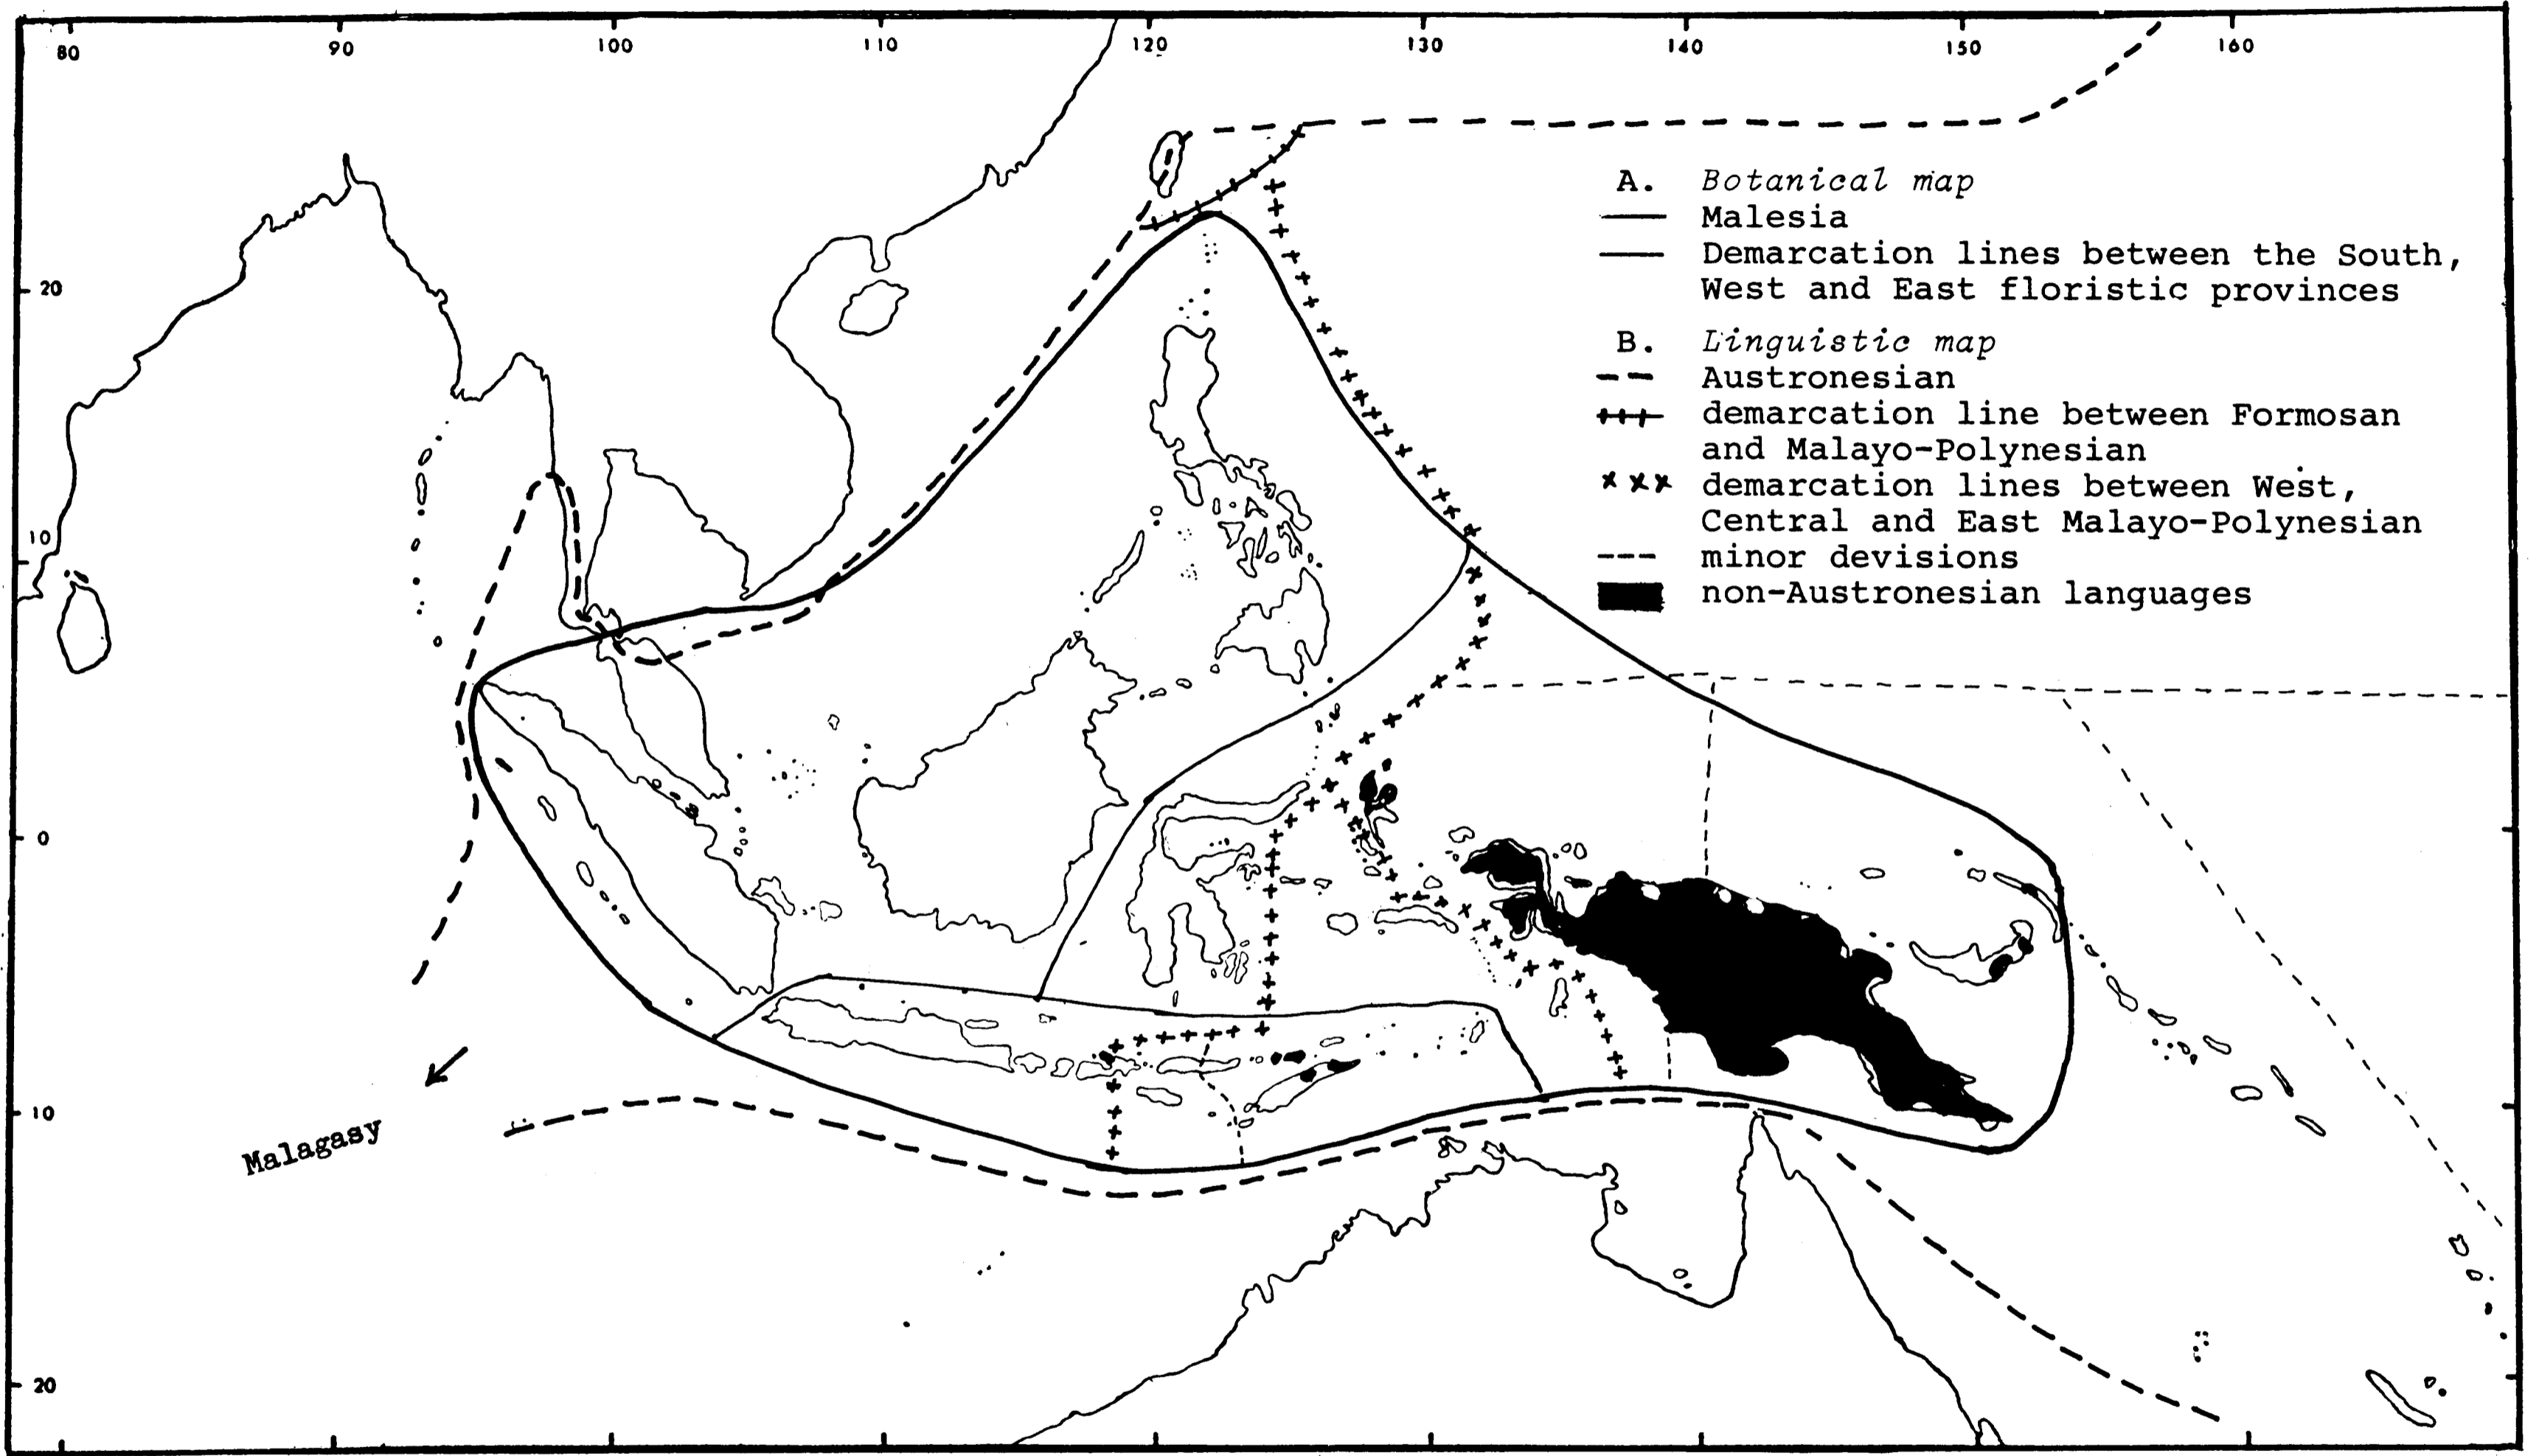 80 90 100 110 120 130 140 150 160
A. Botanical map
Malesia
Demarcation lines between the South,
West and East floristic provinces
B. Linguistic map
Austronesian
demarcation line between Formosan
and Malayo-Polynesian
demarcation lines between West,
Central and East Malayo-Polynesian
minor devisions
non-Austronesian languages
20
10
0
10
20
Malagasy